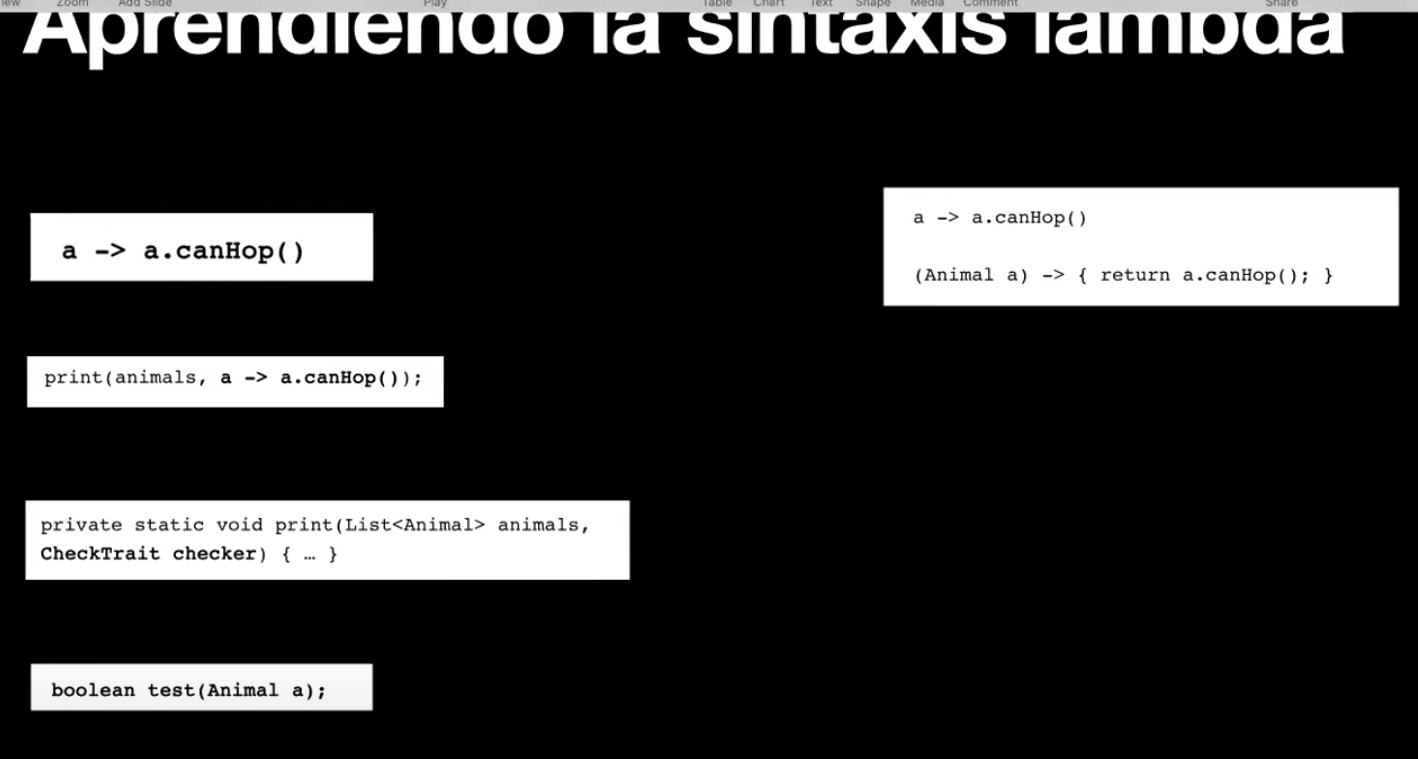 iew Zoom Add Slide Play Table Chart Text Shape Media Comment Share
Aprendiendo la sintaxis lambda
a -> a.canHop()
print(animals, a -> a.canHop());
private static void print(List<Animal> animals,
CheckTrait checker) { … }
boolean test(Animal a);
a -> a.canHop()
(Animal a) -> { return a.canHop(); }